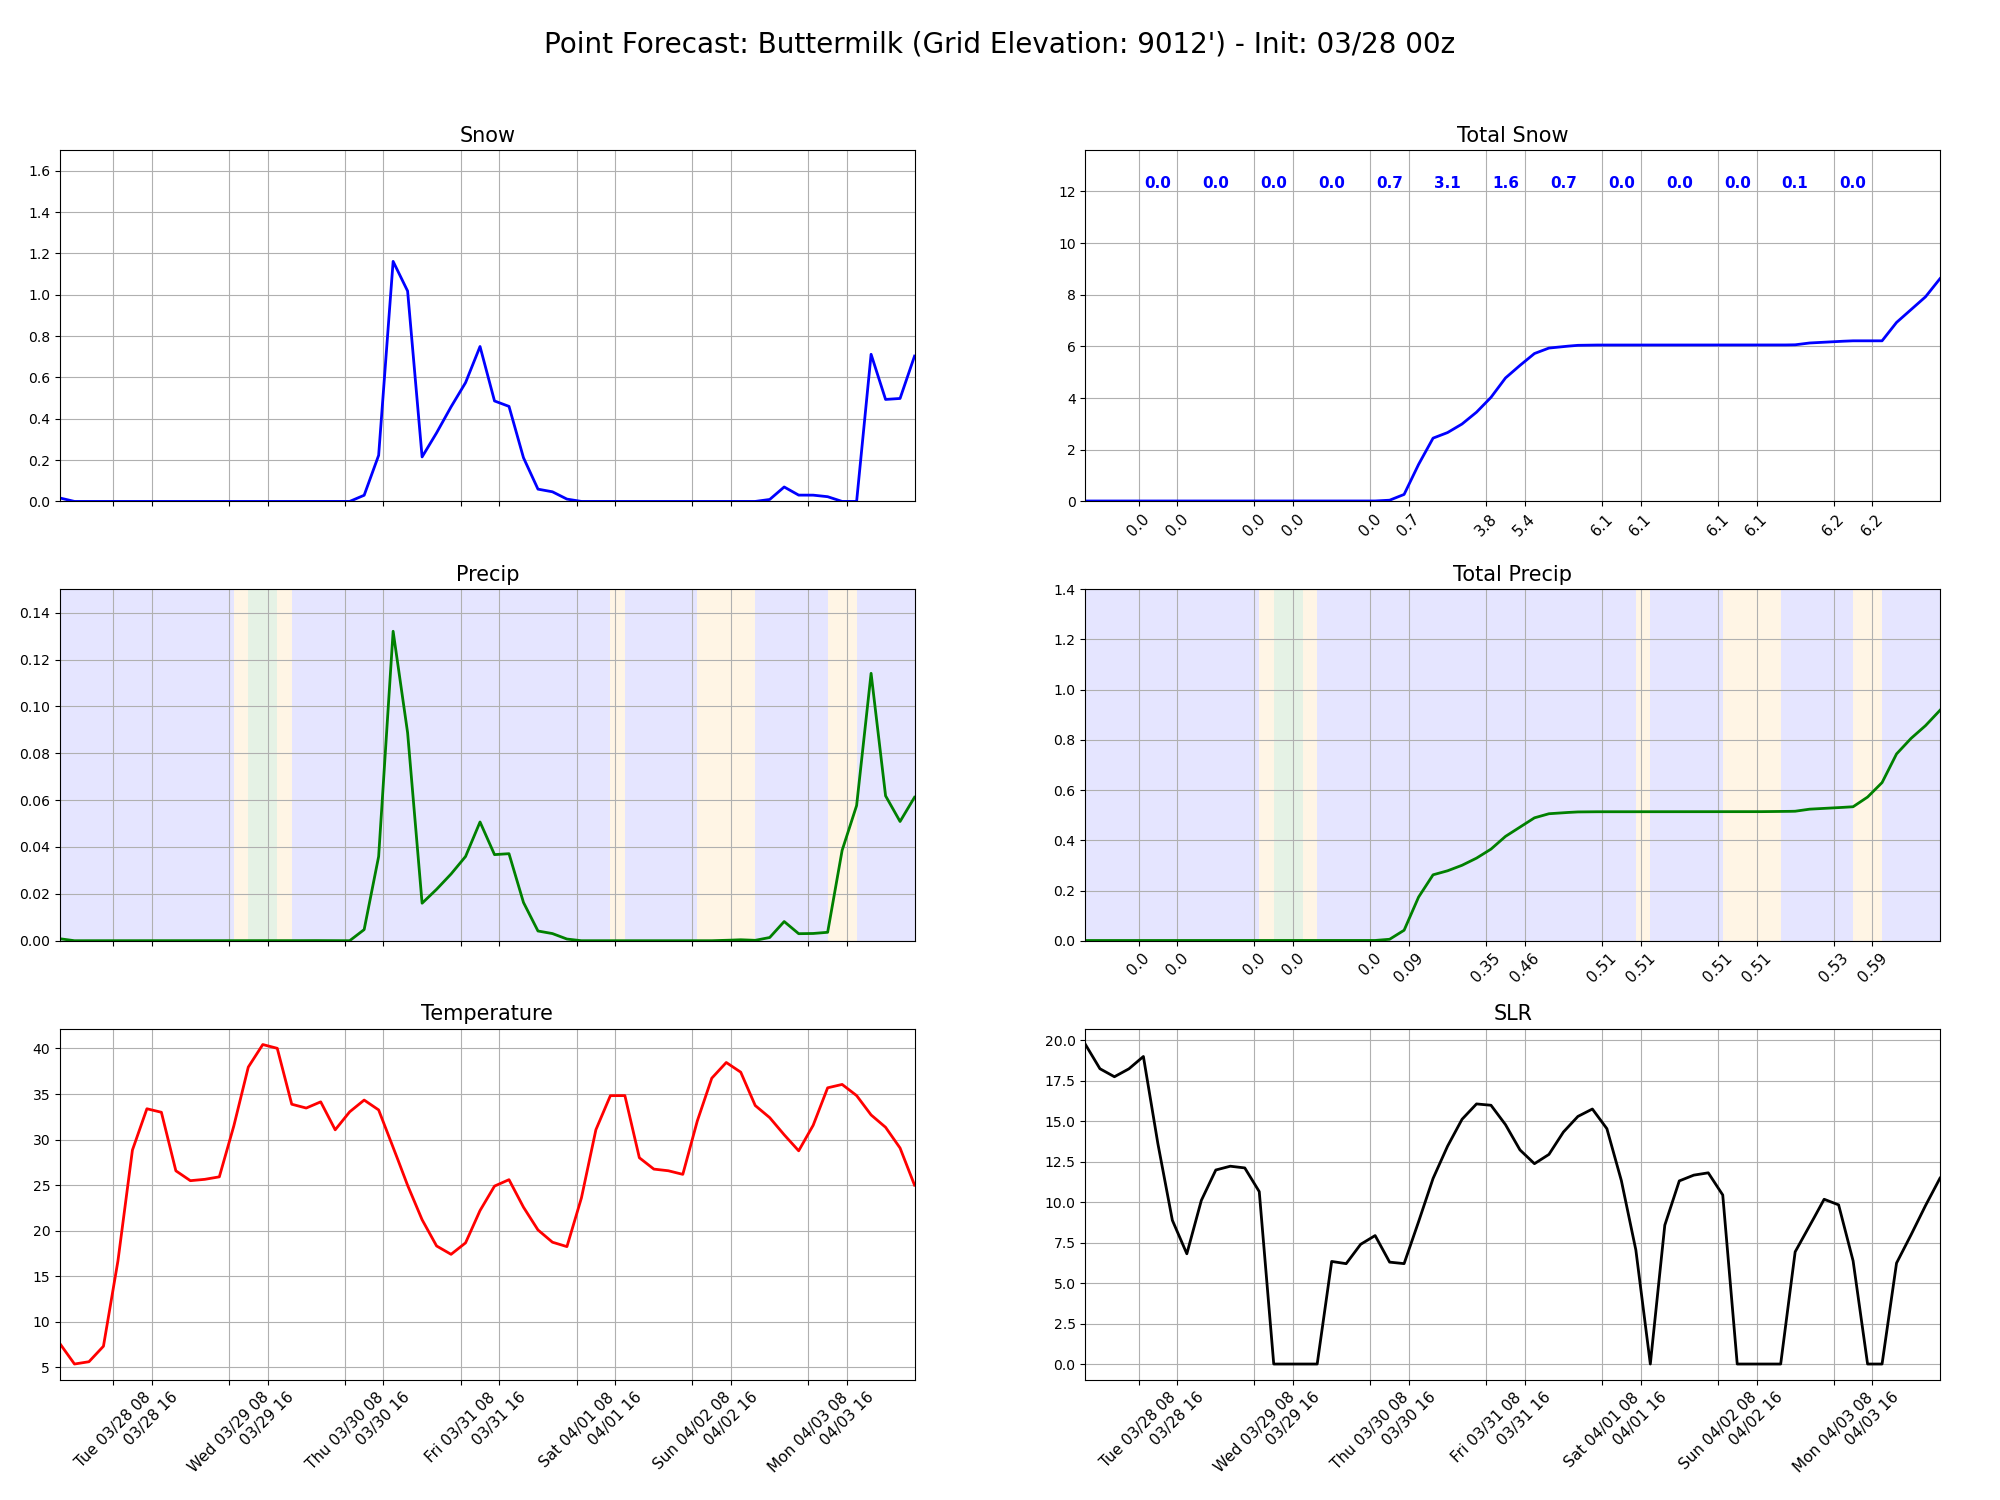 Point Forecast: Buttermilk (Grid Elevation: 9012') - Init: 03/28 00z
Snow
1.6
1.4
1.2
1.0
0.8
0.6
0.4
0.2
0.0
Total Snow
0.0 0.0 0.0 0.0 0.7 3.1 1.6 0.7 0.0 0.0 0.0 0.1 0.0
12
10
8
6
4
2
0
0.0 0.0 0.0 0.0 0.0 0.7 3.8 5.4 6.1 6.1 6.1 6.1 6.2 6.2
Precip
0.14
0.12
0.10
0.08
0.06
0.04
0.02
0.00
Total Precip
1.4
1.2
1.0
0.8
0.6
0.4
0.2
0.0
0.0 0.0 0.0 0.0 0.0 0.09 0.35 0.46 0.51 0.51 0.51 0.51 0.53 0.59
Temperature
40
35
30
25
20
15
10
5
Tue 03/28 08
03/28 16
Wed 03/29 08
03/29 16
Thu 03/30 08
03/30 16
Fri 03/31 08
03/31 16
Sat 04/01 08
04/01 16
Sun 04/02 08
04/02 16
Mon 04/03 08
04/03 16
SLR
20.0
17.5
15.0
12.5
10.0
7.5
5.0
2.5
0.0
Tue 03/28 08
03/28 16
Wed 03/29 08
03/29 16
Thu 03/30 08
03/30 16
Fri 03/31 08
03/31 16
Sat 04/01 08
04/01 16
Sun 04/02 08
04/02 16
Mon 04/03 08
04/03 16